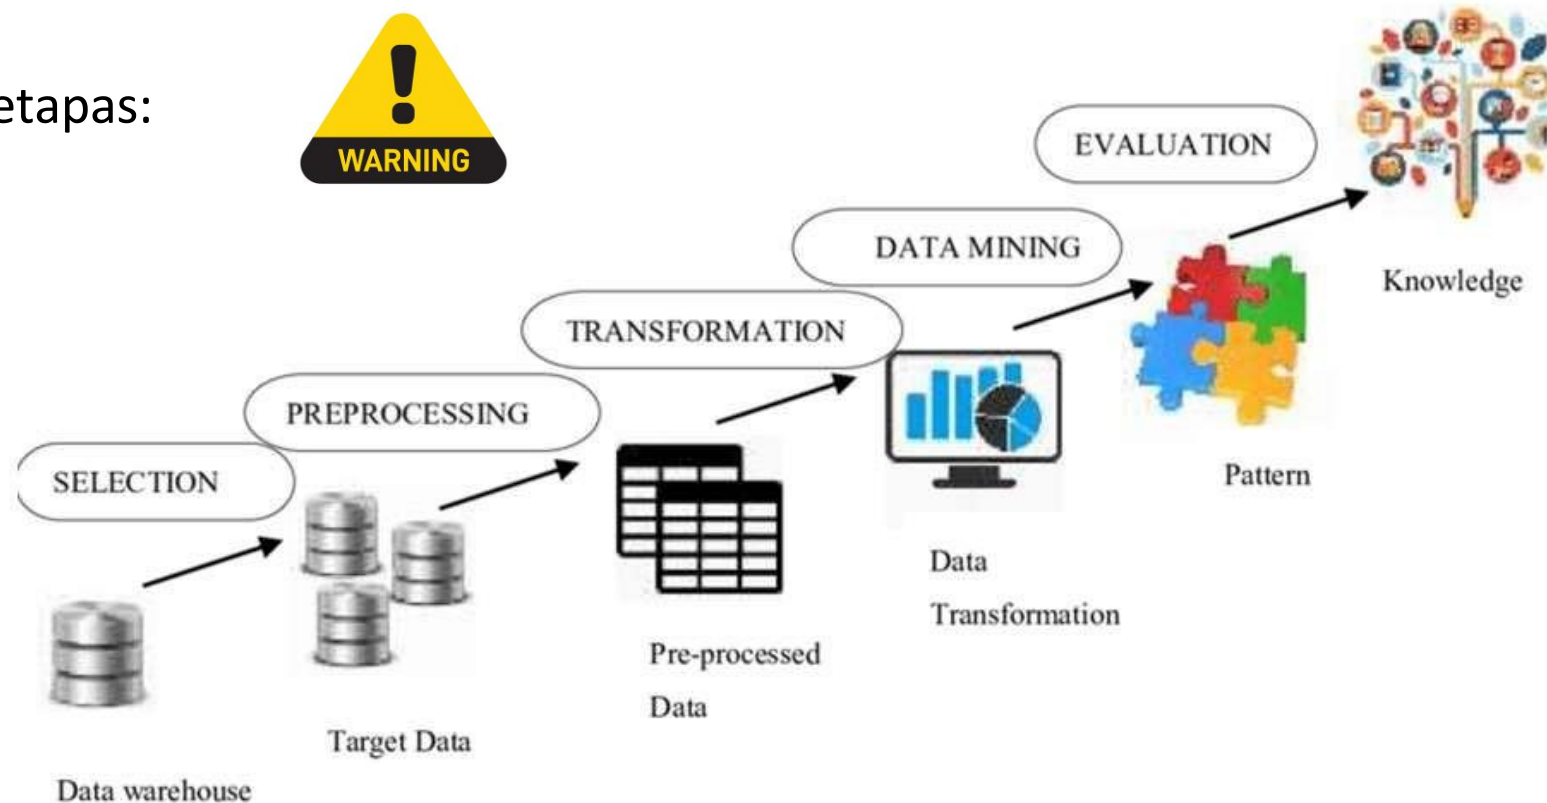 etapas:
WARNING
EVALUATION
DATA MINING
Knowledge
TRANSFORMATION
PREPROCESSING
SELECTION
Pattern
Data
Transformation
Pre-processed
Data
Target Data
Data warehouse